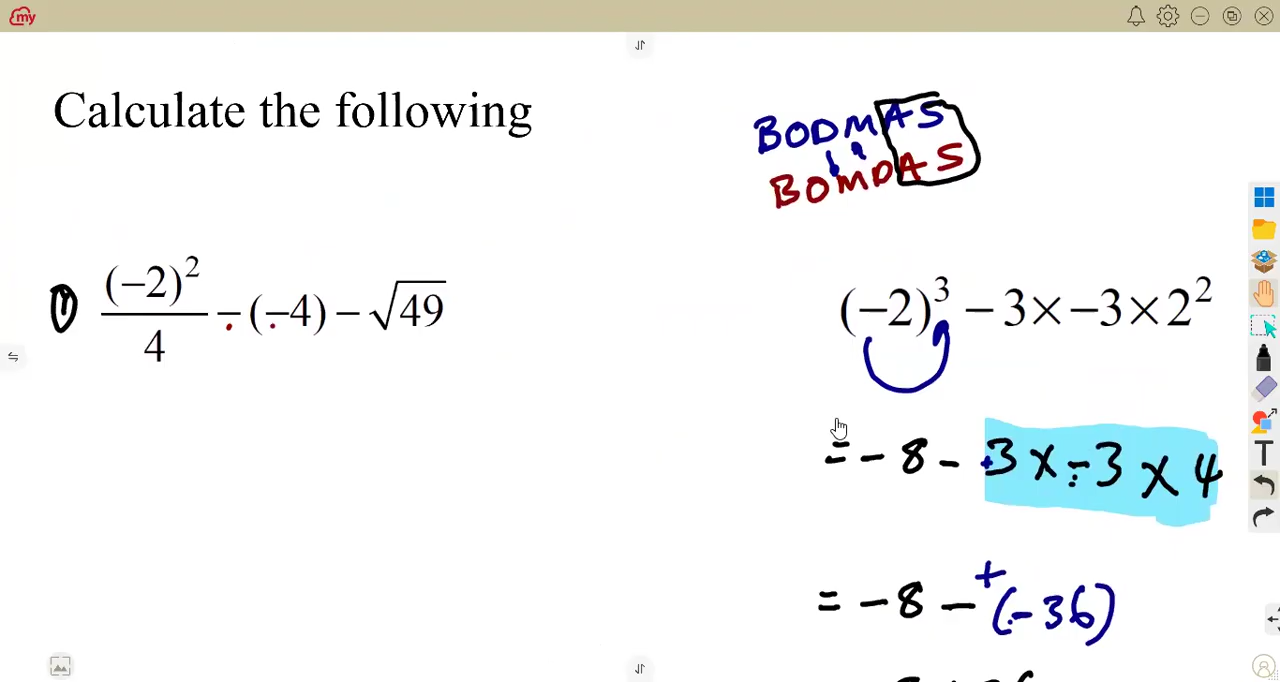 my
Calculate the following
BODMAS
BOMDAS
① (-2)²/4 - (-4) - √49
(-2)³ - 3 × -3 × 2²
= -8 - 3 × -3 × 4
= -8 - + (-36)
T